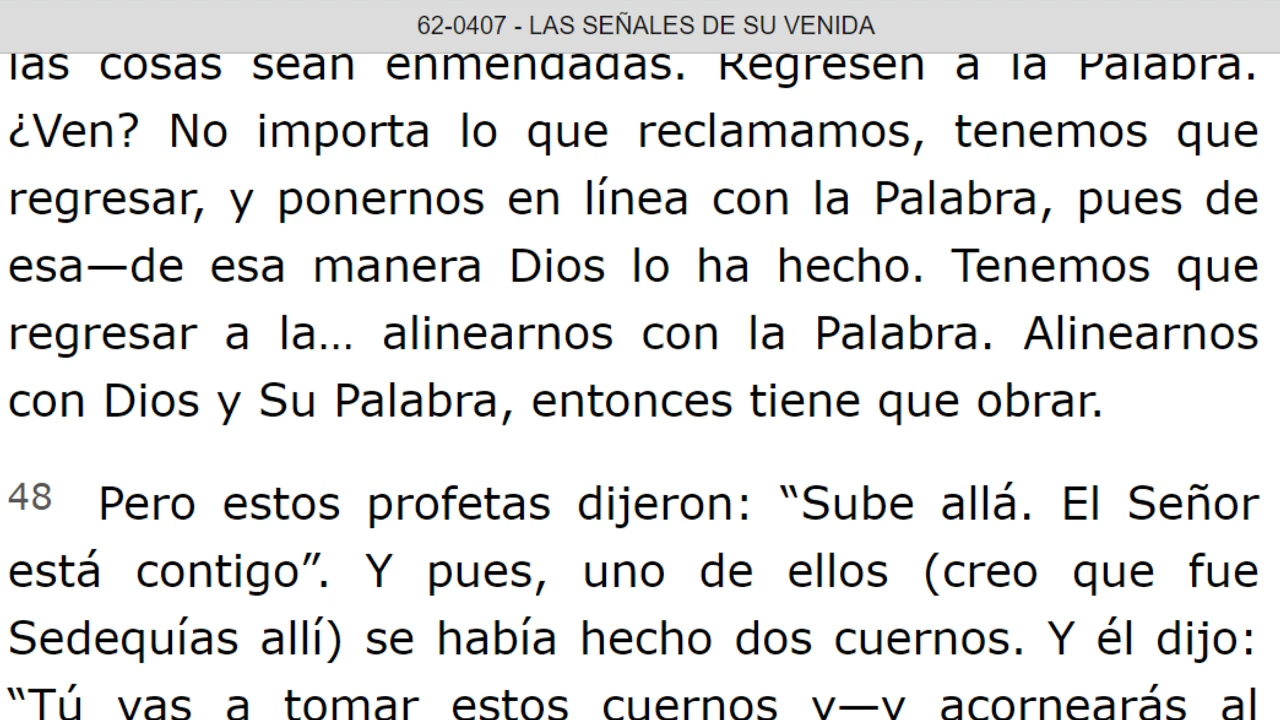 62-0407 - LAS SEÑALES DE SU VENIDA
las cosas sean enmendadas. Regresen a la Palabra.
¿Ven? No importa lo que reclamamos, tenemos que
regresar, y ponernos en línea con la Palabra, pues de
esa—de esa manera Dios lo ha hecho. Tenemos que
regresar a la... alinearnos con la Palabra. Alinearnos
con Dios y Su Palabra, entonces tiene que obrar.
48 Pero estos profetas dijeron: “Sube allá. El Señor
está contigo”. Y pues, uno de ellos (creo que fue
Sedequías allí) se había hecho dos cuernos. Y él dijo:
“Tú vas a tomar estos cuernos y—y acornearás al